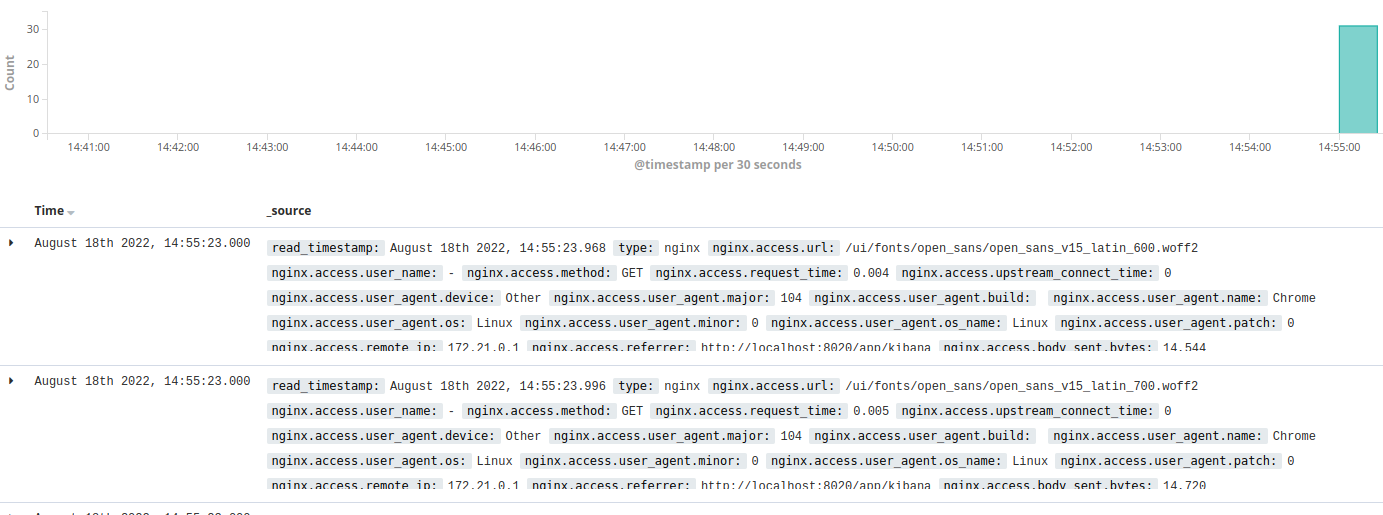 30
20
10
0
Count
14:41:00 14:42:00 14:43:00 14:44:00 14:45:00 14:46:00 14:47:00 14:48:00 14:49:00 14:50:00 14:51:00 14:52:00 14:53:00 14:54:00 14:55:00
@timestamp per 30 seconds
Time _source
August 18th 2022, 14:55:23.000 read_timestamp: August 18th 2022, 14:55:23.968 type: nginx nginx.access.url: /ui/fonts/open_sans/open_sans_v15_latin_600.woff2
nginx.access.user_name: - nginx.access.method: GET nginx.access.request_time: 0.004 nginx.access.upstream_connect_time: 0
nginx.access.user_agent.device: Other nginx.access.user_agent.major: 104 nginx.access.user_agent.build: nginx.access.user_agent.name: Chrome
nginx.access.user_agent.os: Linux nginx.access.user_agent.minor: 0 nginx.access.user_agent.os_name: Linux nginx.access.user_agent.patch: 0
nginx.access.remote_ip: 172.21.0.1 nginx.access.referrer: http://localhost:8020/app/kibana nginx.access.body_sent.bytes: 14,544
August 18th 2022, 14:55:23.000 read_timestamp: August 18th 2022, 14:55:23.996 type: nginx nginx.access.url: /ui/fonts/open_sans/open_sans_v15_latin_700.woff2
nginx.access.user_name: - nginx.access.method: GET nginx.access.request_time: 0.005 nginx.access.upstream_connect_time: 0
nginx.access.user_agent.device: Other nginx.access.user_agent.major: 104 nginx.access.user_agent.build: nginx.access.user_agent.name: Chrome
nginx.access.user_agent.os: Linux nginx.access.user_agent.minor: 0 nginx.access.user_agent.os_name: Linux nginx.access.user_agent.patch: 0
nginx.access.remote_ip: 172.21.0.1 nginx.access.referrer: http://localhost:8020/app/kibana nginx.access.body_sent.bytes: 14,720